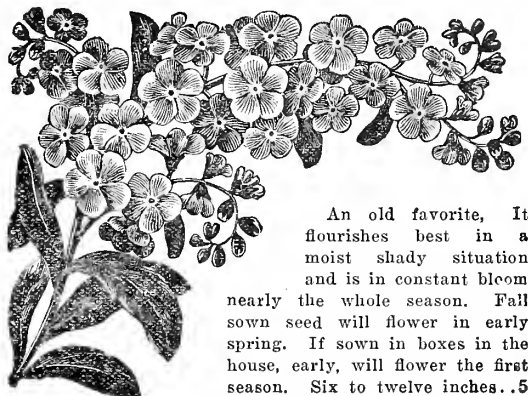 An old favorite, It
flourishes best in a
moist shady situation
and is in constant bloom
nearly the whole season. Fall
sown seed will flower in early
spring. If sown in boxes in the
house, early, will flower the first
season. Six to twelve inches..5